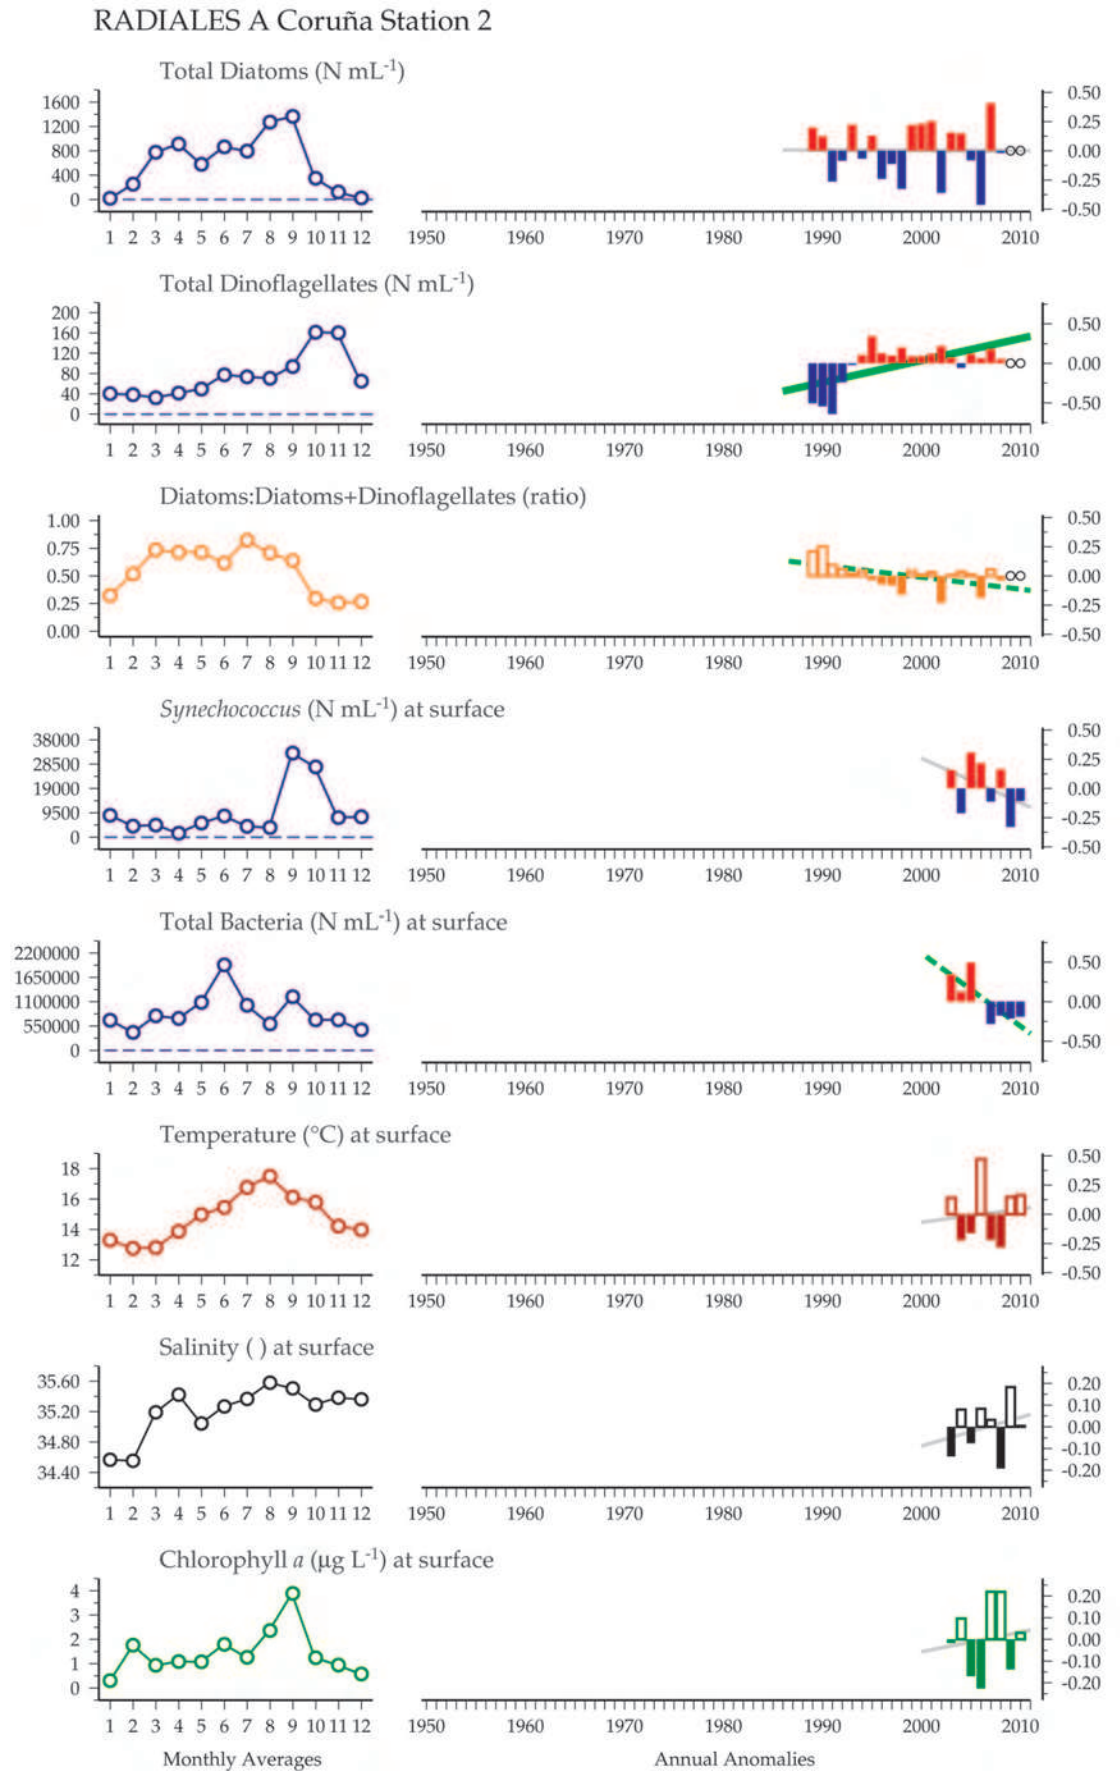 RADIALES A Coruña Station 2
Total Diatoms (N mL⁻¹)
1600
1200
800
400
0
0.50
0.25
0.00
-0.25
-0.50
∞
1 2 3 4 5 6 7 8 9 10 11 12
1950 1960 1970 1980 1990 2000 2010
Total Dinoflagellates (N mL⁻¹)
200
160
120
80
40
0
0.50
0.00
-0.50
∞
1 2 3 4 5 6 7 8 9 10 11 12
1950 1960 1970 1980 1990 2000 2010
Diatoms:Diatoms+Dinoflagellates (ratio)
1.00
0.75
0.50
0.25
0.00
0.50
0.25
0.00
-0.25
-0.50
∞
1 2 3 4 5 6 7 8 9 10 11 12
1950 1960 1970 1980 1990 2000 2010
Synechococcus (N mL⁻¹) at surface
38000
28500
19000
9500
0
0.50
0.25
0.00
-0.25
-0.50
1 2 3 4 5 6 7 8 9 10 11 12
1950 1960 1970 1980 1990 2000 2010
Total Bacteria (N mL⁻¹) at surface
2200000
1650000
1100000
550000
0
0.50
0.00
-0.50
1 2 3 4 5 6 7 8 9 10 11 12
1950 1960 1970 1980 1990 2000 2010
Temperature (°C) at surface
18
16
14
12
0.50
0.25
0.00
-0.25
-0.50
1 2 3 4 5 6 7 8 9 10 11 12
1950 1960 1970 1980 1990 2000 2010
Salinity ( ) at surface
35.60
35.20
34.80
34.40
0.20
0.10
0.00
-0.10
-0.20
1 2 3 4 5 6 7 8 9 10 11 12
1950 1960 1970 1980 1990 2000 2010
Chlorophyll a (µg L⁻¹) at surface
4
3
2
1
0
0.20
0.10
0.00
-0.10
-0.20
1 2 3 4 5 6 7 8 9 10 11 12
1950 1960 1970 1980 1990 2000 2010
Monthly Averages
Annual Anomalies